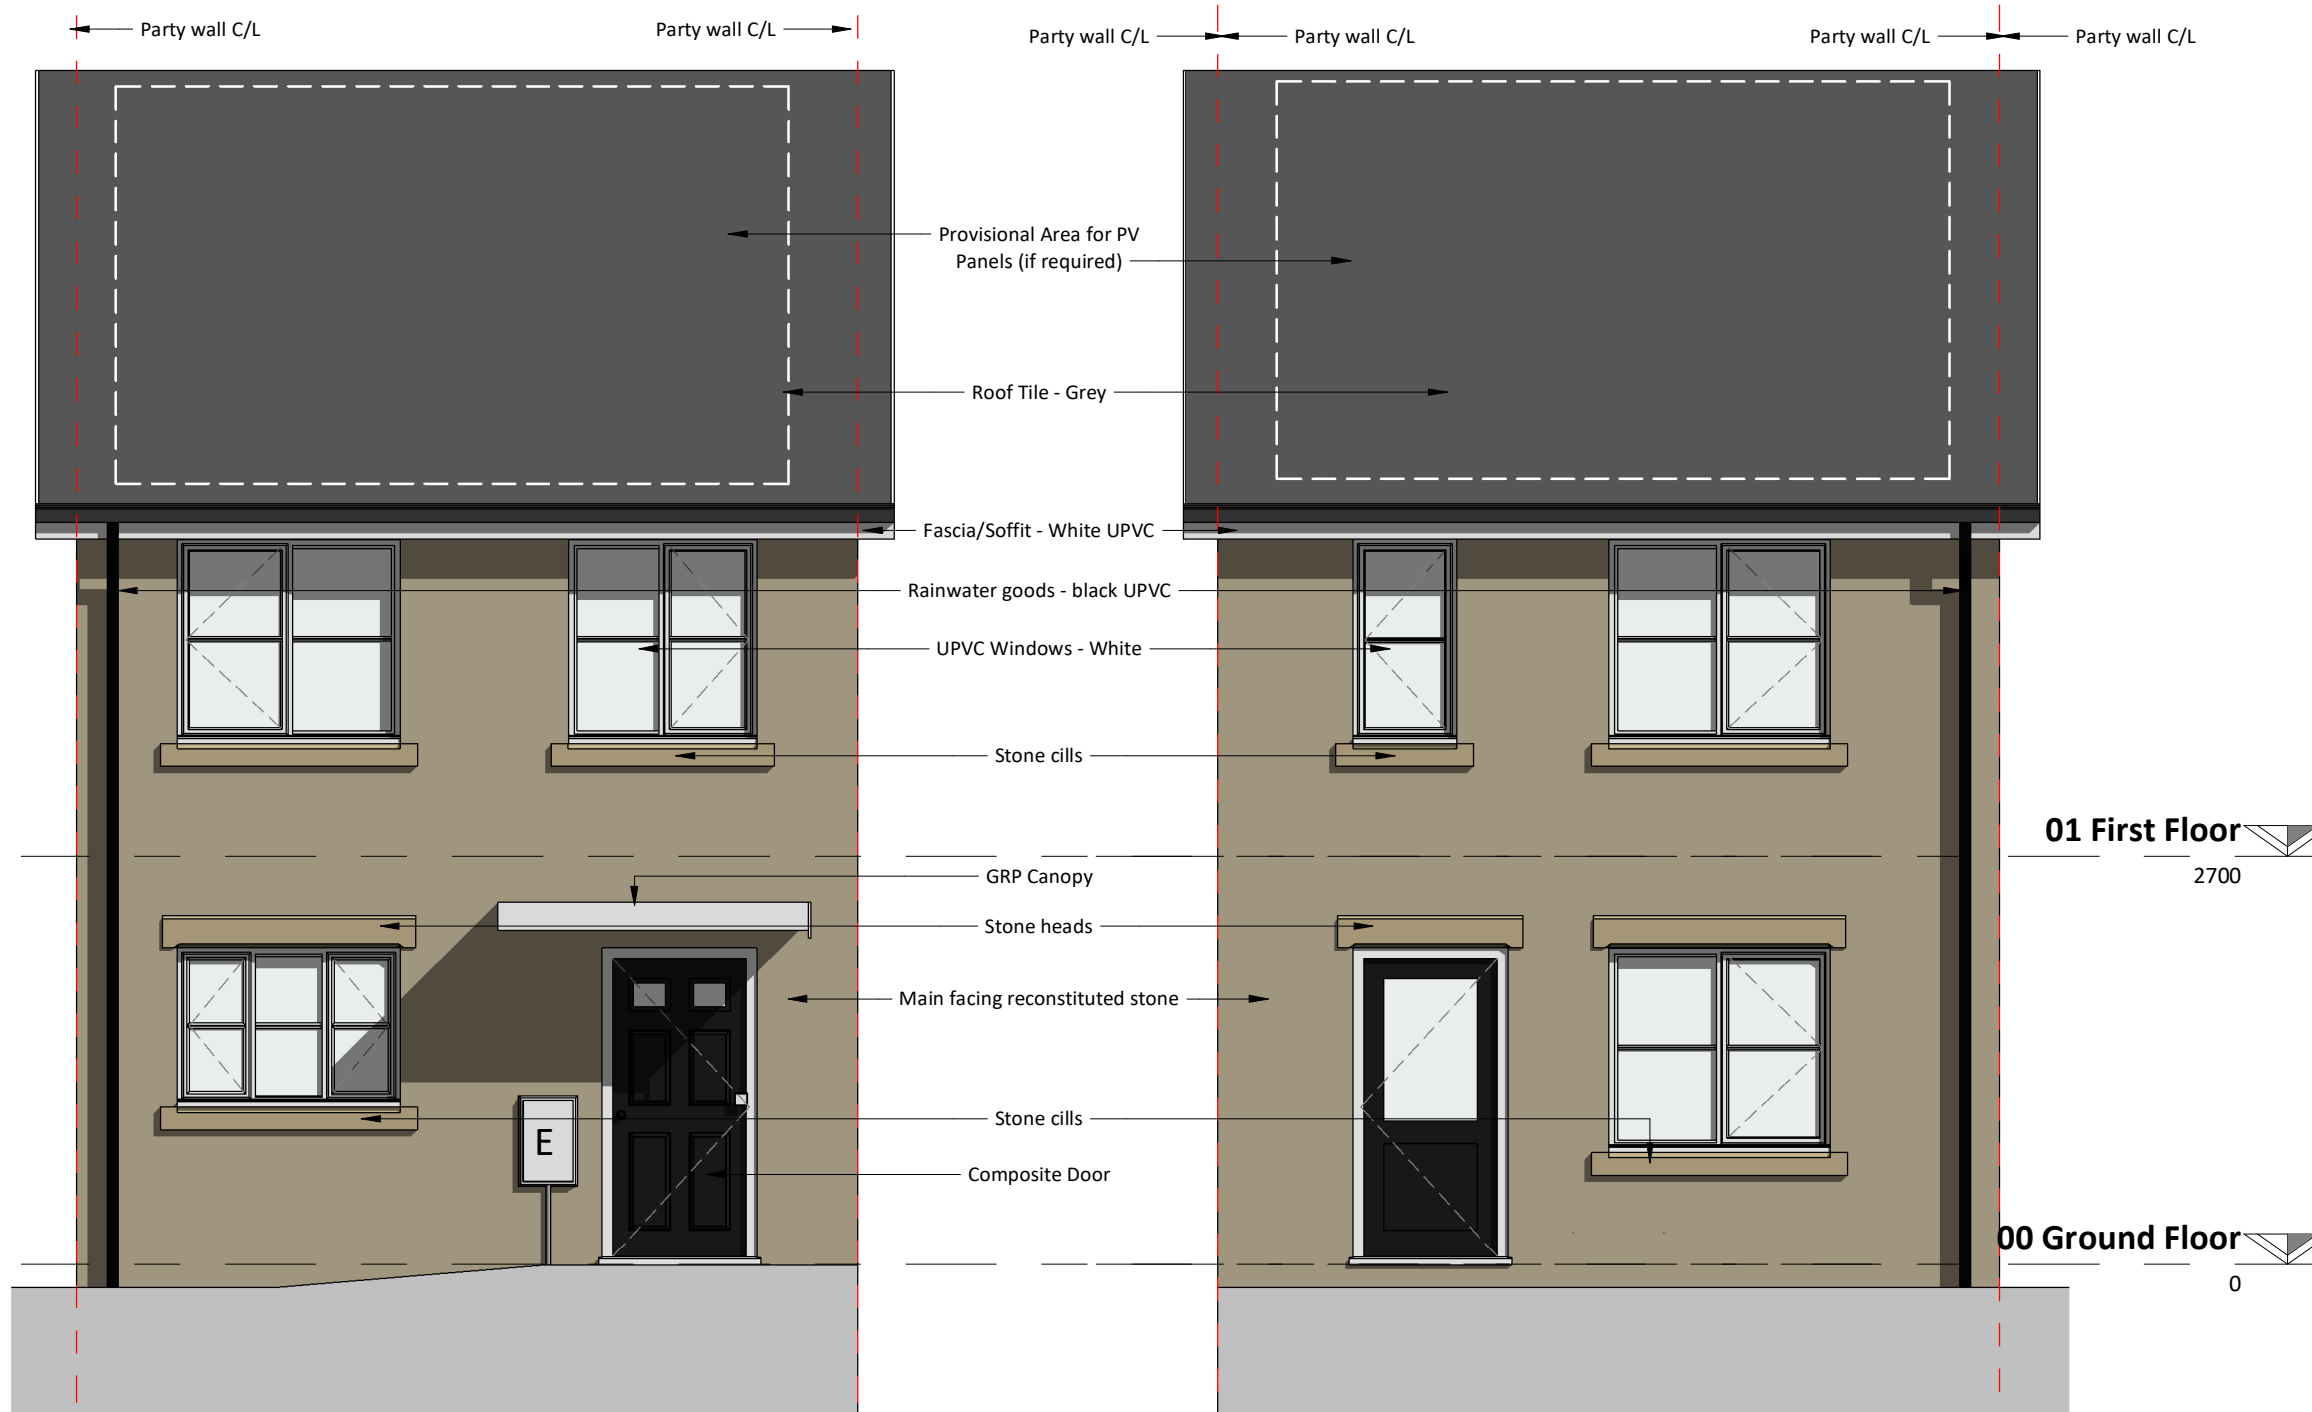 Party wall C/L
Party wall C/L
Party wall C/L
Party wall C/L
Party wall C/L
Party wall C/L
Provisional Area for PV
Panels (if required)
Roof Tile - Grey
Fascia/Soffit - White UPVC
Rainwater goods - black UPVC
UPVC Windows - White
Stone cills
01 First Floor
2700
GRP Canopy
Stone heads
Main facing reconstituted stone
Stone cills
E
Composite Door
00 Ground Floor
0